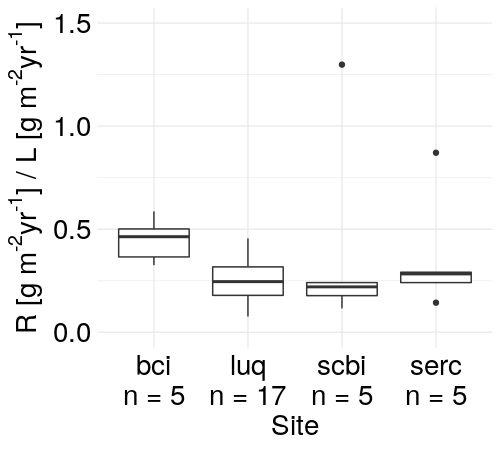 R [g m⁻²yr⁻¹] / L [g m⁻²yr⁻¹]
1.5
1.0
0.5
0.0
bci luq scbi serc
n = 5 n = 17 n = 5 n = 5
Site